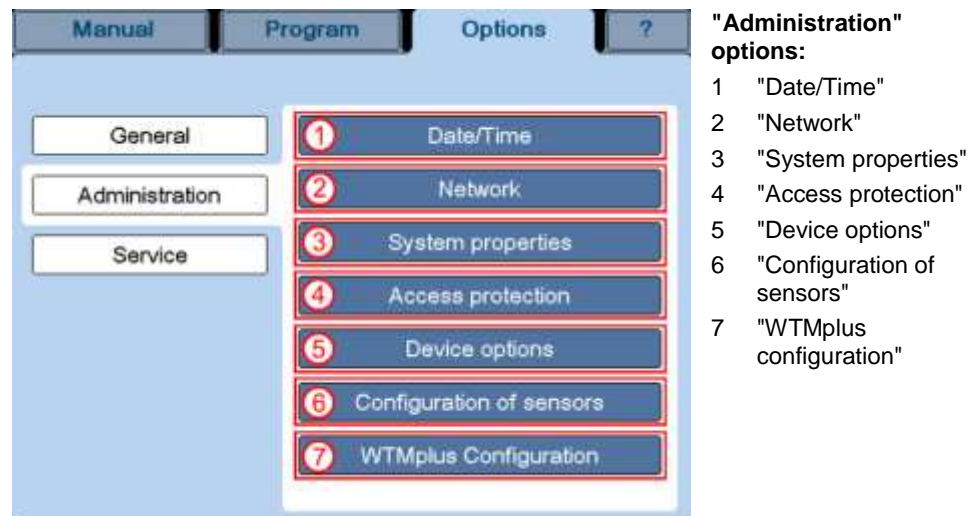 Manual Program Options ?
General
Administration
Service
1 Date/Time
2 Network
3 System properties
4 Access protection
5 Device options
6 Configuration of sensors
7 WTMplus Configuration
"Administration"
options:
1 "Date/Time"
2 "Network"
3 "System properties"
4 "Access protection"
5 "Device options"
6 "Configuration of
sensors"
7 "WTMplus
configuration"